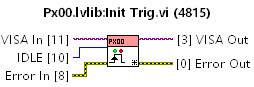 Px00.lvlib:Init Trig.vi (4815)
VISA In [11] PX00 [3] VISA Out
IDLE [10]
Error In [8] [0] Error Out